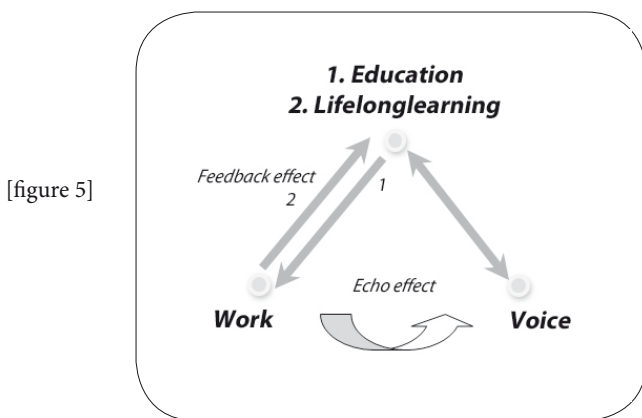 1. Education
2. Lifelonglearning
[figure 5]
Feedback effect
2
1
Echo effect
Work
Voice